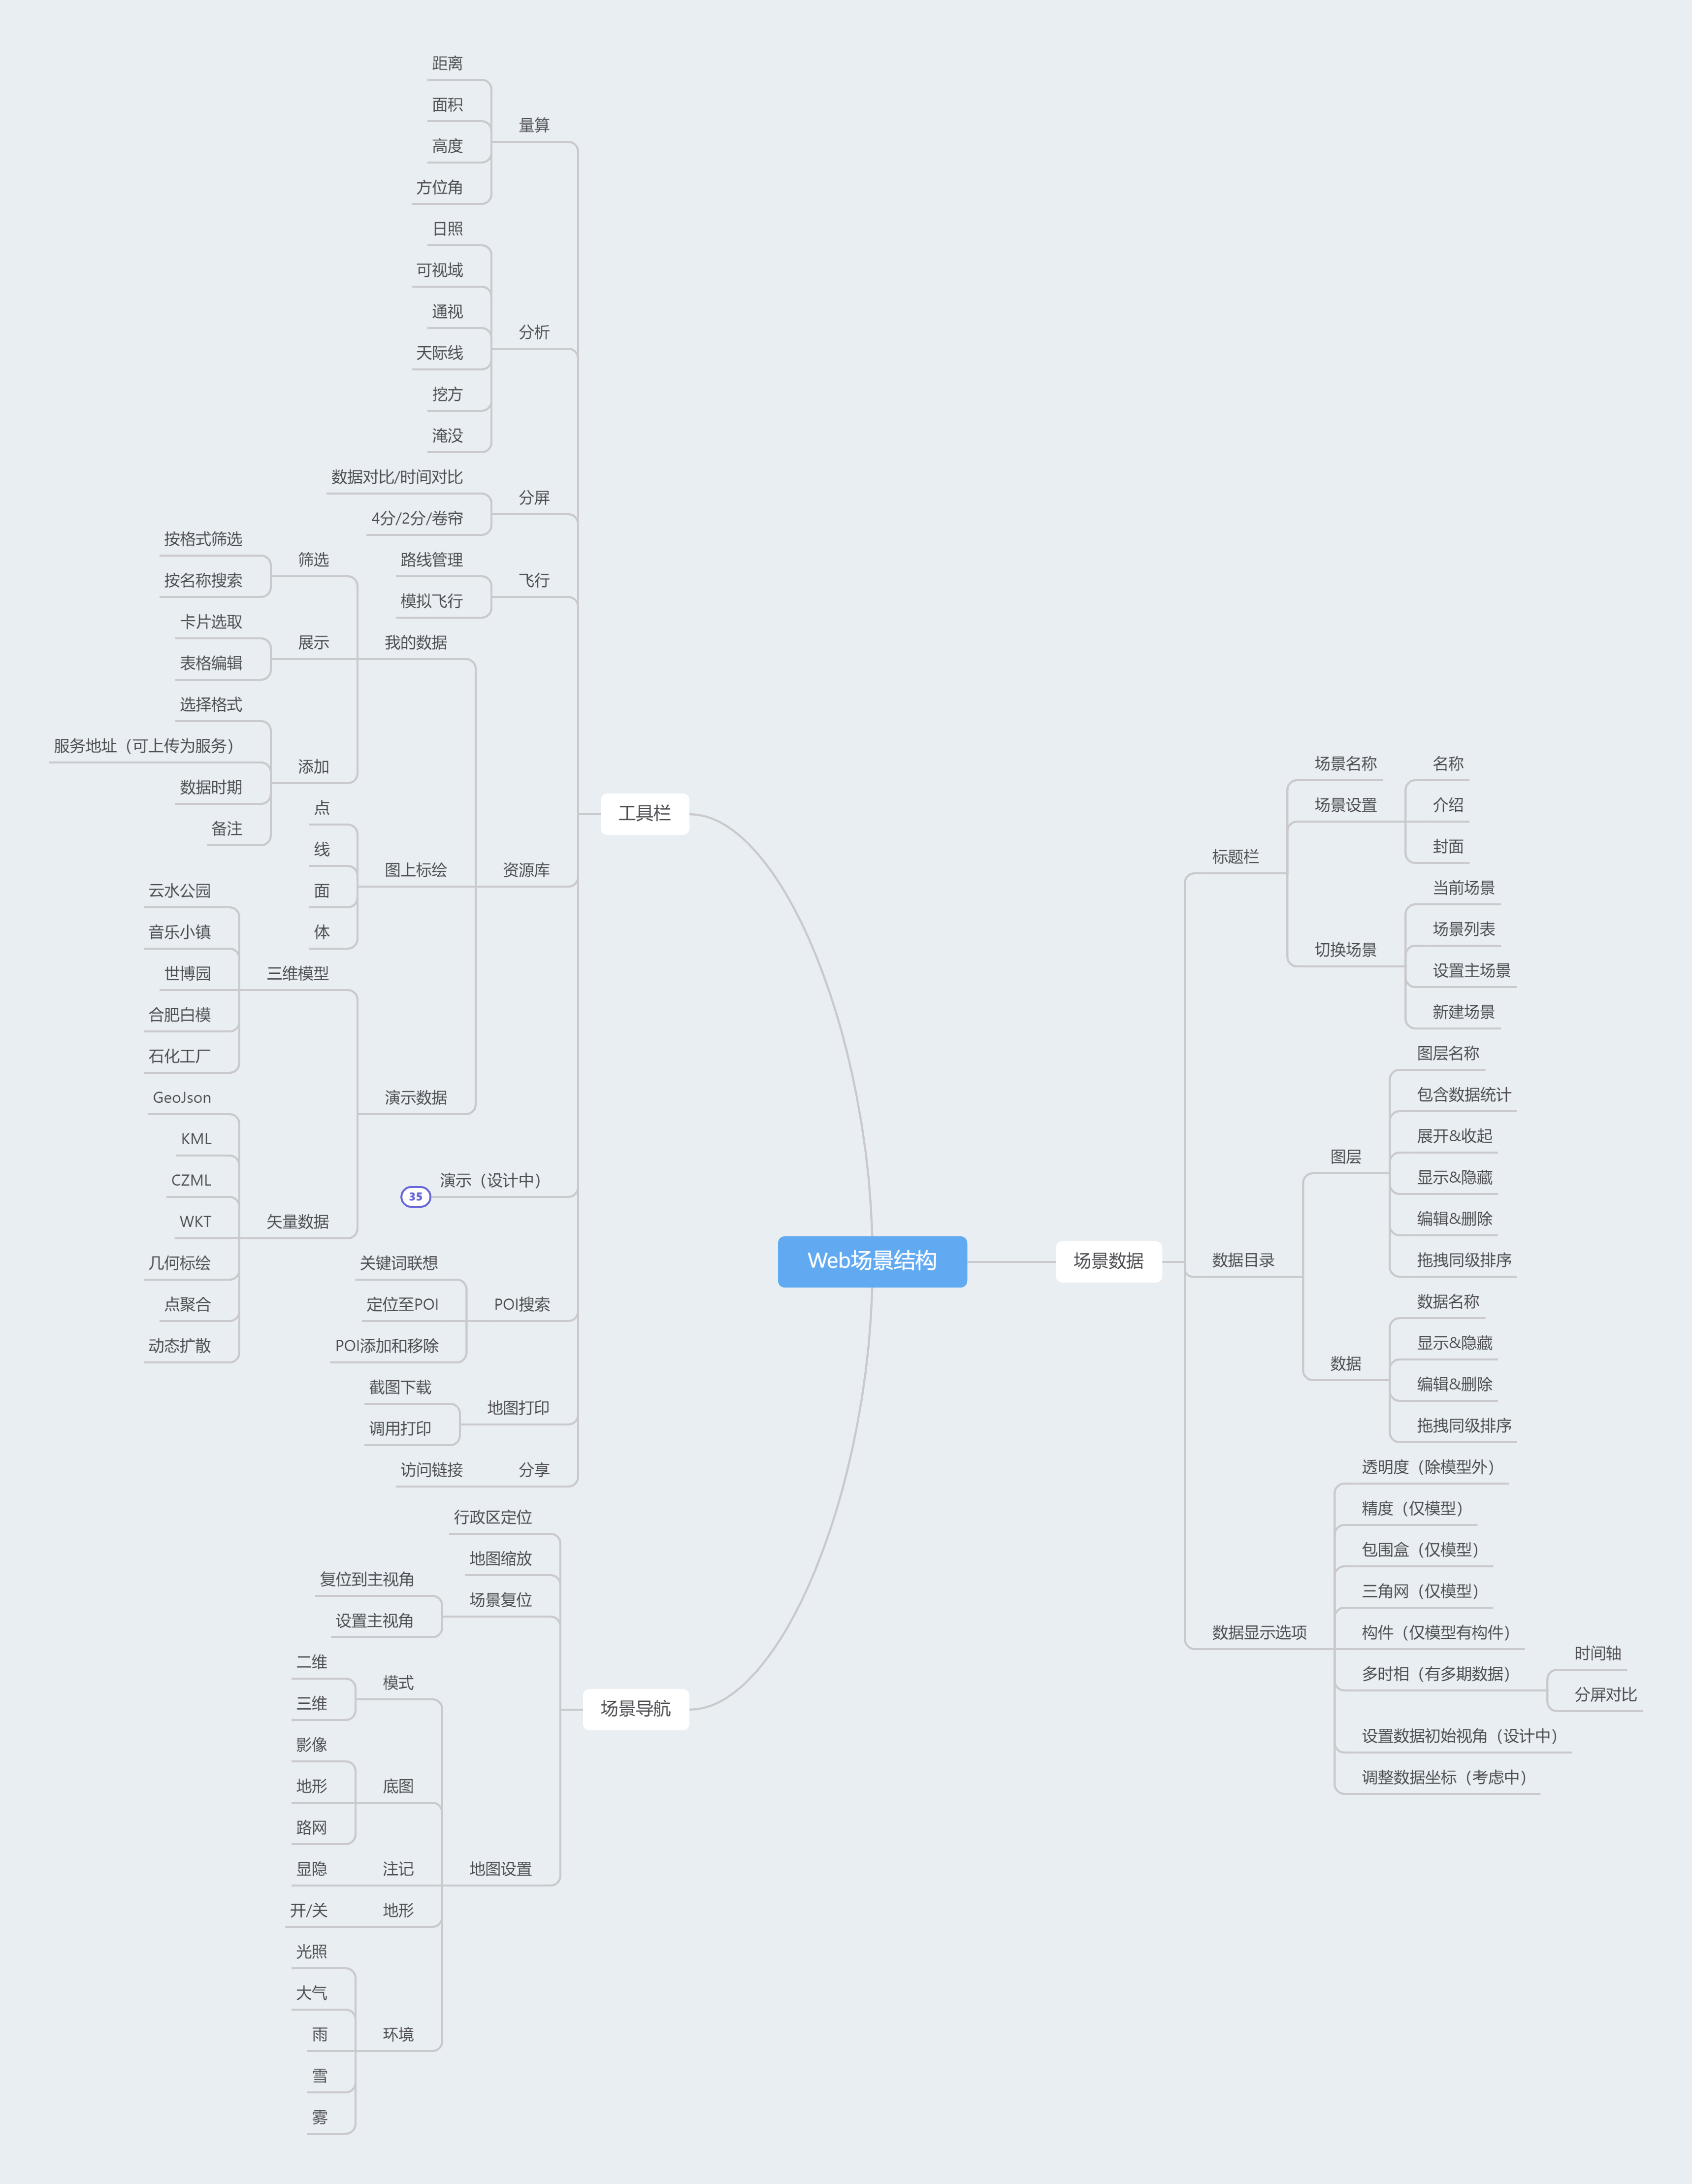 Web场景结构
工具栏
量算
距离
面积
高度
方位角
分析
日照
可视域
通视
天际线
挖方
淹没
分屏
数据对比/时间对比
4分/2分/卷帘
飞行
路线管理
模拟飞行
资源库
我的数据
筛选
按格式筛选
按名称搜索
展示
卡片选取
表格编辑
添加
选择格式
服务地址（可上传为服务）
数据时期
备注
图上标绘
点
线
面
体
演示数据
三维模型
云水公园
音乐小镇
世博园
合肥白模
石化工厂
矢量数据
GeoJson
KML
CZML
WKT
几何标绘
点聚合
动态扩散
演示（设计中）
35
POI搜索
关键词联想
定位至POI
POI添加和移除
地图打印
截图下载
调用打印
分享
访问链接
场景导航
行政区定位
地图缩放
场景复位
复位到主视角
设置主视角
地图设置
模式
二维
三维
底图
影像
地形
路网
注记
显隐
地形
开/关
环境
光照
大气
雨
雪
雾
场景数据
标题栏
场景名称
场景设置
名称
介绍
封面
切换场景
当前场景
场景列表
设置主场景
新建场景
数据目录
图层
图层名称
包含数据统计
展开&收起
显示&隐藏
编辑&删除
拖拽同级排序
数据
数据名称
显示&隐藏
编辑&删除
拖拽同级排序
数据显示选项
透明度（除模型外）
精度（仅模型）
包围盒（仅模型）
三角网（仅模型）
构件（仅模型有构件）
多时相（有多期数据）
时间轴
分屏对比
设置数据初始视角（设计中）
调整数据坐标（考虑中）